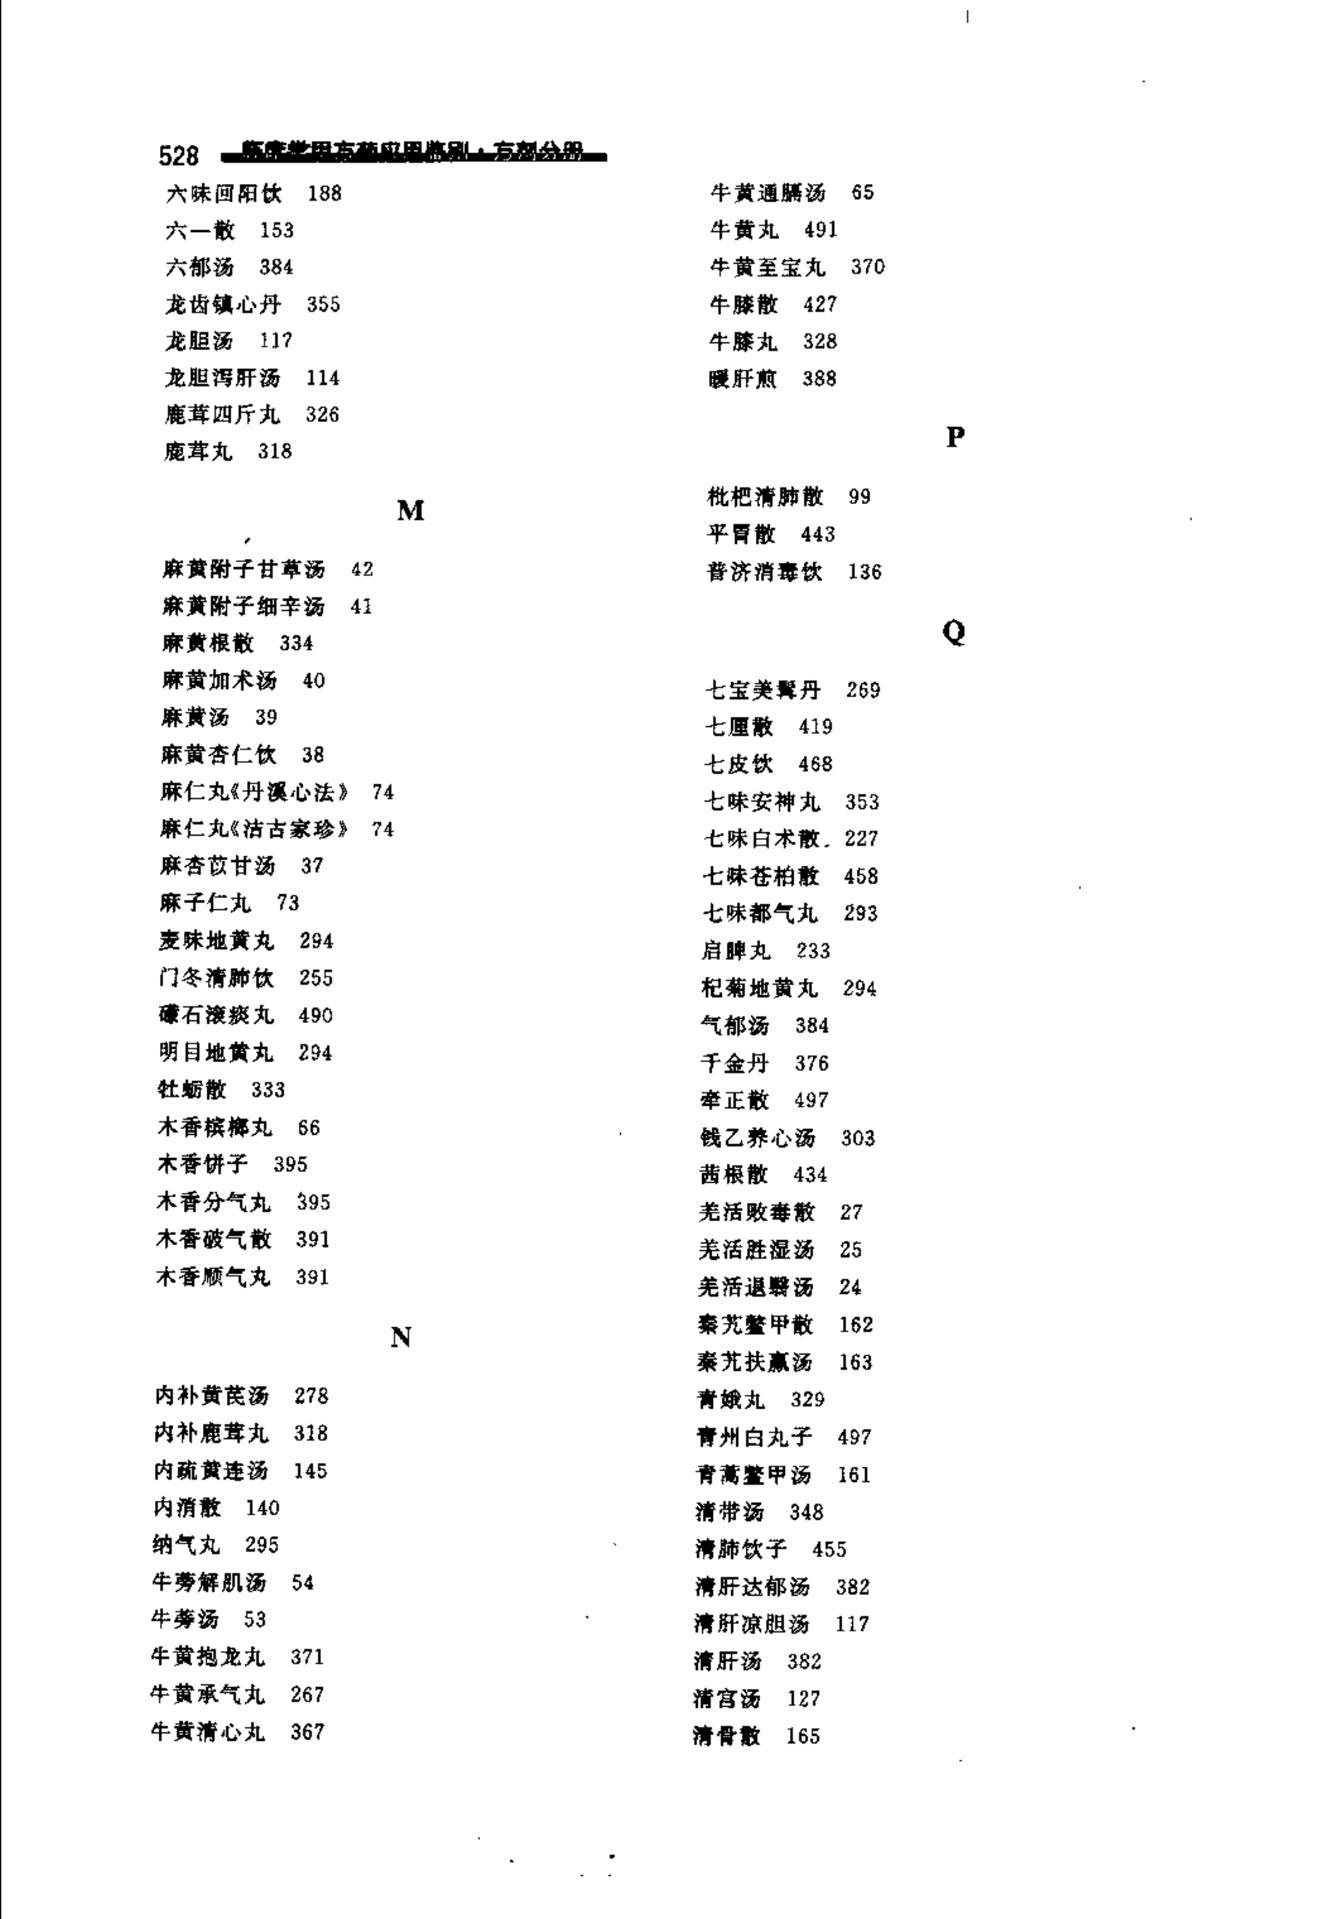 528 临床常用方药应用鉴别·方剂分册
六味回阳饮 188
六一散 153
六郁汤 384
龙齿镇心丹 355
龙胆汤 117
龙胆泻肝汤 114
鹿茸四斤丸 326
鹿茸丸 318
M
麻黄附子甘草汤 42
麻黄附子细辛汤 41
麻黄根散 334
麻黄加术汤 40
麻黄汤 39
麻黄杏仁饮 38
麻仁丸《丹溪心法》 74
麻仁丸《洁古家珍》 74
麻杏苡甘汤 37
麻子仁丸 73
麦味地黄丸 294
门冬清肺饮 255
礞石滚痰丸 490
明目地黄丸 294
牡蛎散 333
木香槟榔丸 66
木香饼子 395
木香分气丸 395
木香破气散 391
木香顺气丸 391
N
内补黄芪汤 278
内补鹿茸丸 318
内疏黄连汤 145
内消散 140
纳气丸 295
牛蒡解肌汤 54
牛蒡汤 53
牛黄抱龙丸 371
牛黄承气丸 267
牛黄清心丸 367
牛黄通膈汤 65
牛黄丸 491
牛黄至宝丸 370
牛膝散 427
牛膝丸 328
暖肝煎 388
P
枇杷清肺散 99
平胃散 443
普济消毒饮 136
Q
七宝美髯丹 269
七厘散 419
七皮饮 468
七味安神丸 353
七味白术散 227
七味苍柏散 458
七味都气丸 293
启脾丸 233
杞菊地黄丸 294
气郁汤 384
千金丹 376
牵正散 497
钱乙养心汤 303
茜根散 434
羌活败毒散 27
羌活胜湿汤 25
羌活退翳汤 24
秦艽鳖甲散 162
秦艽扶羸汤 163
青娥丸 329
青州白丸子 497
青蒿鳖甲汤 161
清带汤 348
清肺饮子 455
清肝达郁汤 382
清肝凉胆汤 117
清肝汤 382
清宫汤 127
清骨散 165